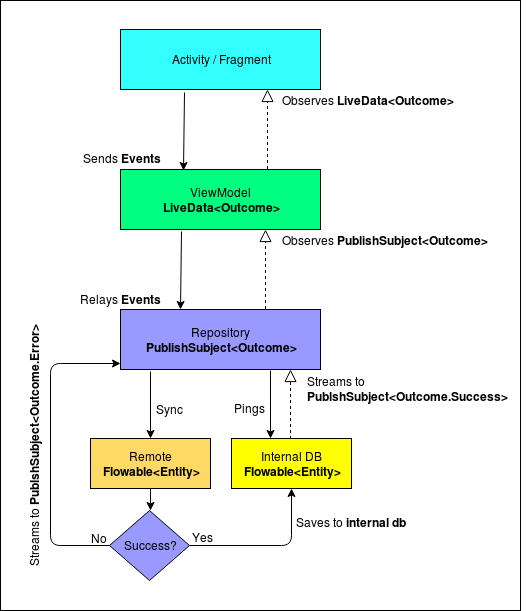 Activity / Fragment
Observes LiveData<Outcome>
Sends Events
ViewModel
LiveData<Outcome>
Observes PublishSubject<Outcome>
Relays Events
Repository
PublishSubject<Outcome>
Streams to
PublshSubject<Outcome.Success>
Sync
Pings
Remote
Flowable<Entity>
Internal DB
Flowable<Entity>
Streams to PublshSubject<Outcome.Error>
Saves to internal db
No
Success?
Yes